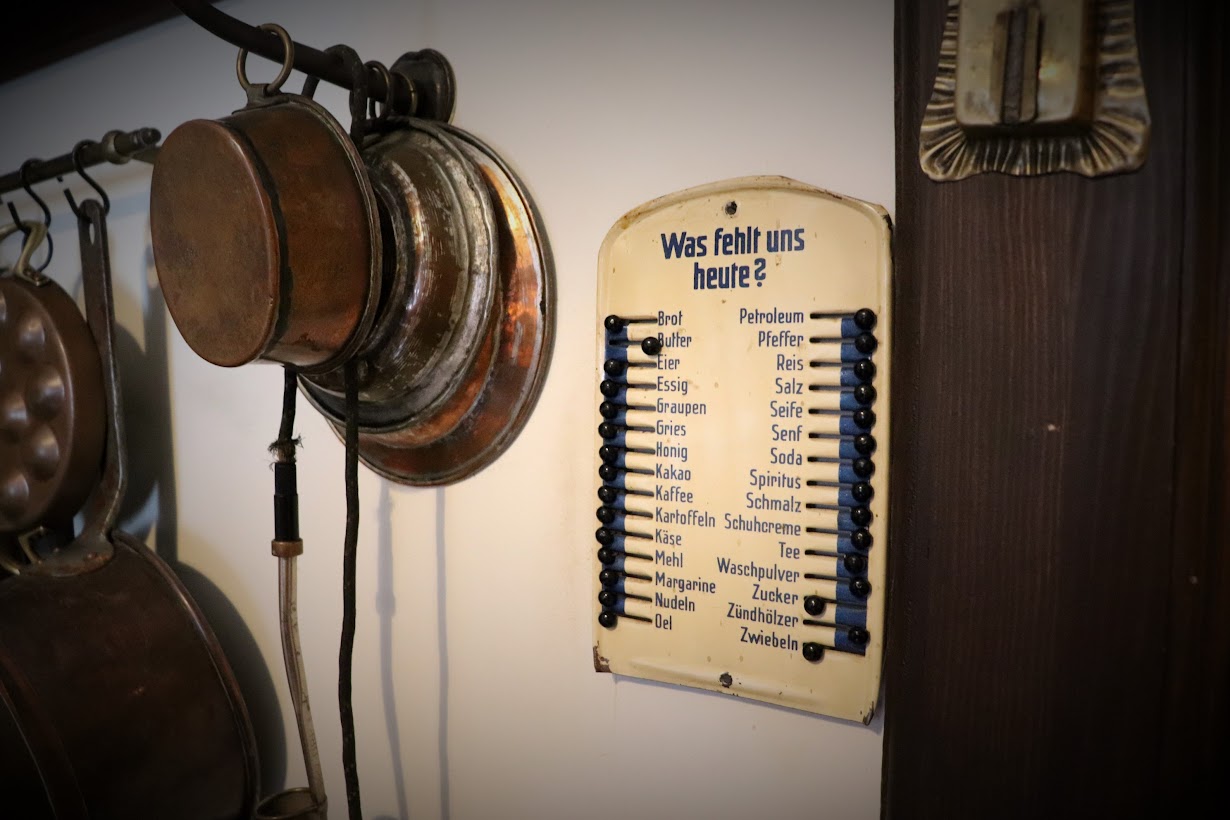 Was fehlt uns
heute?
Brot
Butter
Eier
Essig
Graupen
Gries
Honig
Kakao
Kaffee
Kartoffeln
Käse
Mehl
Margarine
Nudeln
Oel
Petroleum
Pfeffer
Reis
Salz
Seife
Senf
Soda
Spiritus
Schmalz
Schuhcreme
Tee
Waschpulver
Zucker
Zündhölzer
Zwiebeln